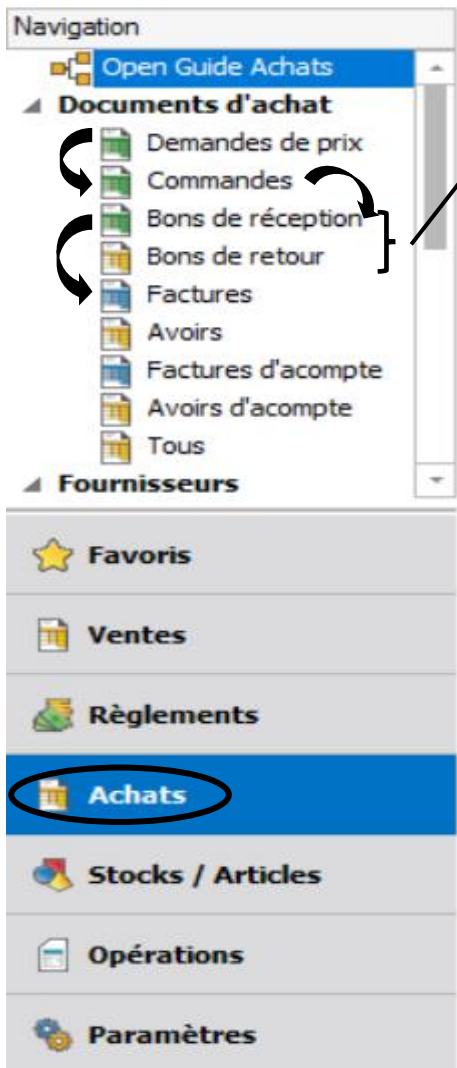 Navigation
Open Guide Achats
Documents d'achat
Demandes de prix
Commandes
Bons de réception
Bons de retour
Factures
Avoirs
Factures d'acompte
Avoirs d'acompte
Tous
Fournisseurs
Favoris
Ventes
Règlements
Achats
Stocks / Articles
Opérations
Paramètres